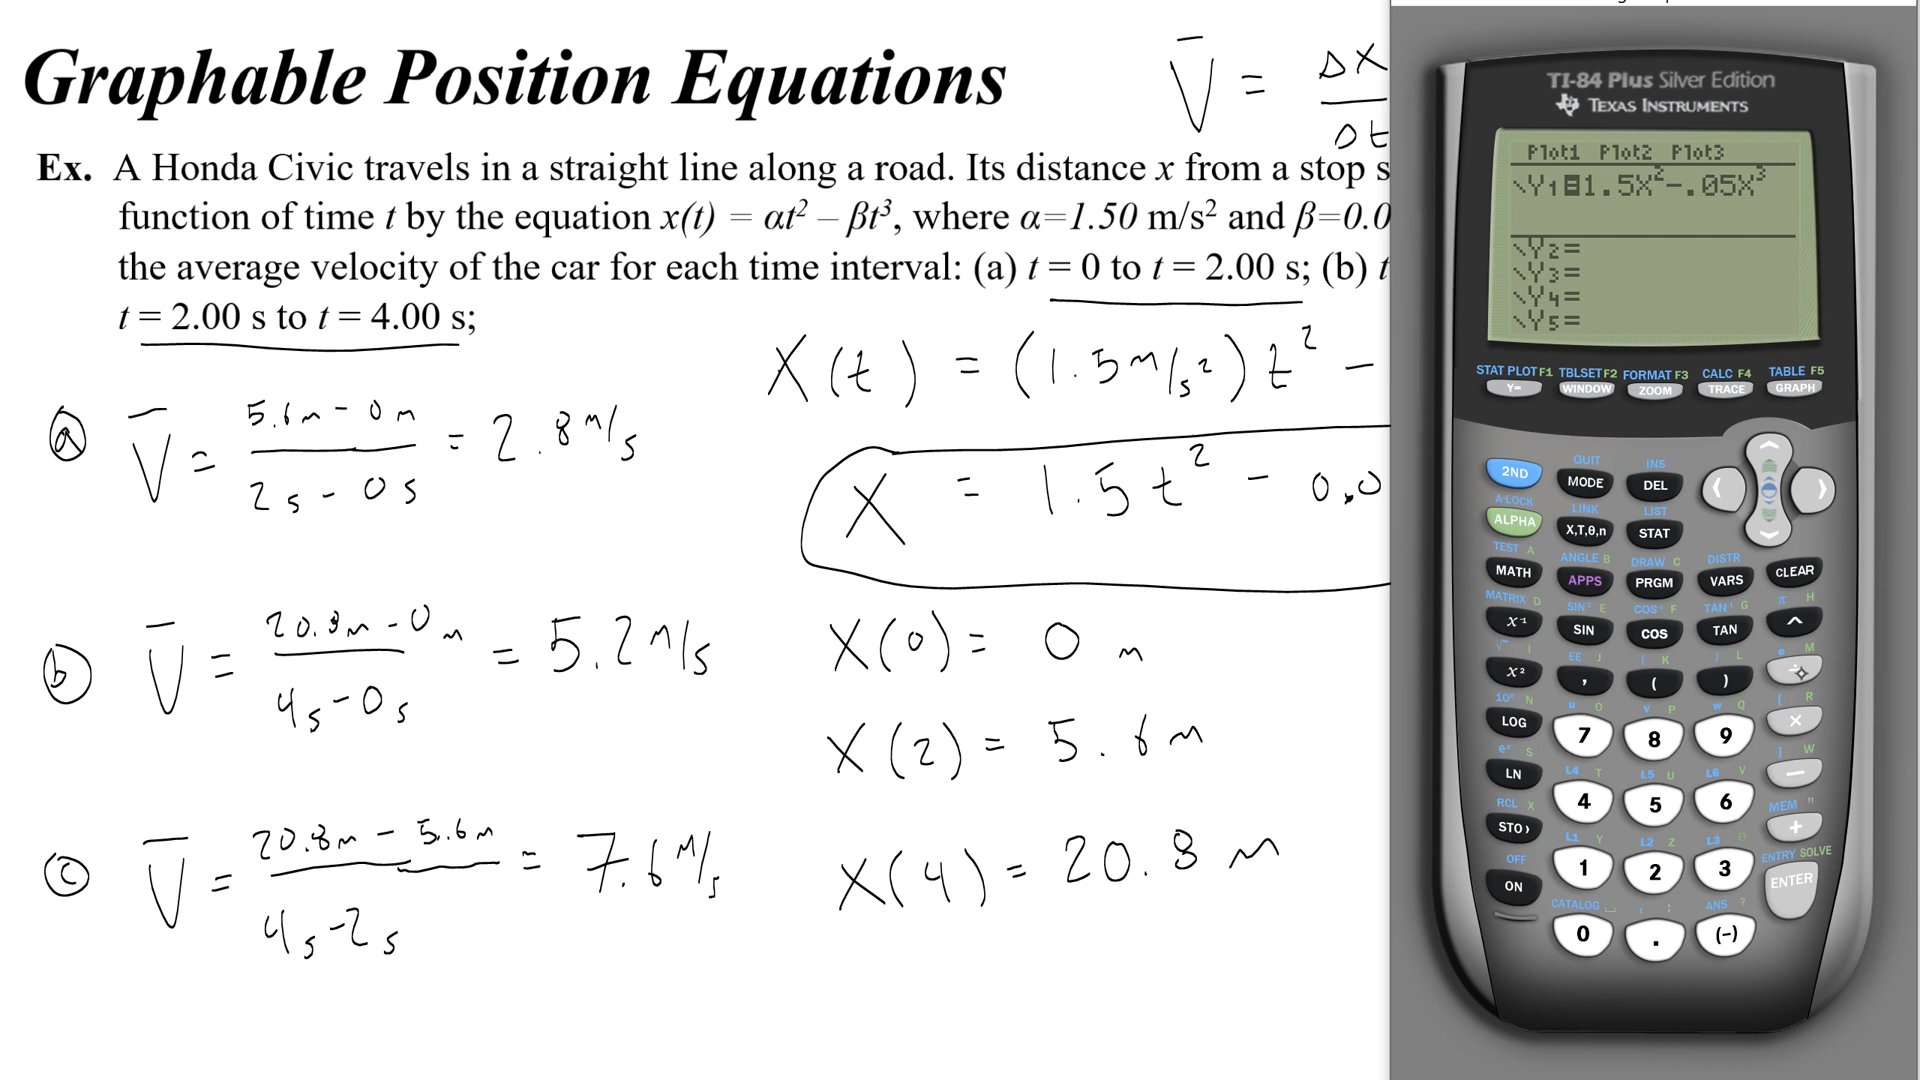 Graphable Position Equations
V̅ = Δx
Δt
Ex. A Honda Civic travels in a straight line along a road. Its distance x from a stop s
function of time t by the equation x(t) = αt² – βt³, where α=1.50 m/s² and β=0.0
the average velocity of the car for each time interval: (a) t = 0 to t = 2.00 s; (b) t
t = 2.00 s to t = 4.00 s;
X(t) = (1.5 m/s²) t² -
X = 1.5 t² - 0.0
X(0) = 0 m
X(2) = 5.6 m
X(4) = 20.8 m
a V̅ = 5.6m - 0m = 2.8 m/s
2s - 0s
b V̅ = 20.8m - 0m = 5.2 m/s
4s - 0s
c V̅ = 20.8m - 5.6m = 7.6 m/s
4s - 2s
TI-84 Plus Silver Edition
TEXAS INSTRUMENTS
Plot1 Plot2 Plot3
\Y1=1.5X²-.05X³
\Y2=
\Y3=
\Y4=
\Y5=
STAT PLOT F1 TBLSET F2 FORMAT F3 CALC F4 TABLE F5
Y= WINDOW ZOOM TRACE GRAPH
QUIT INS
2ND MODE DEL
A-LOCK LINK LIST
ALPHA X,T,θ,n STAT
TEST A ANGLE B DRAW C DISTR
MATH APPS PRGM VARS CLEAR
MATRIX D SIN⁻¹ E COS⁻¹ F TAN⁻¹ G π H
X⁻¹ SIN COS TAN ^
√ I EE J { K } L e M
X² , ( ) ÷
10ˣ N u O v P w Q [ R
LOG 7 8 9 ×
eˣ S L4 T L5 U L6 V ] W
LN 4 5 6 −
RCL X L1 Y L2 Z L3 θ MEM "
STO› 1 2 3 +
OFF ENTRY SOLVE
ON ENTER
CATALOG ⎵ i : ANS ?
0 . (−)